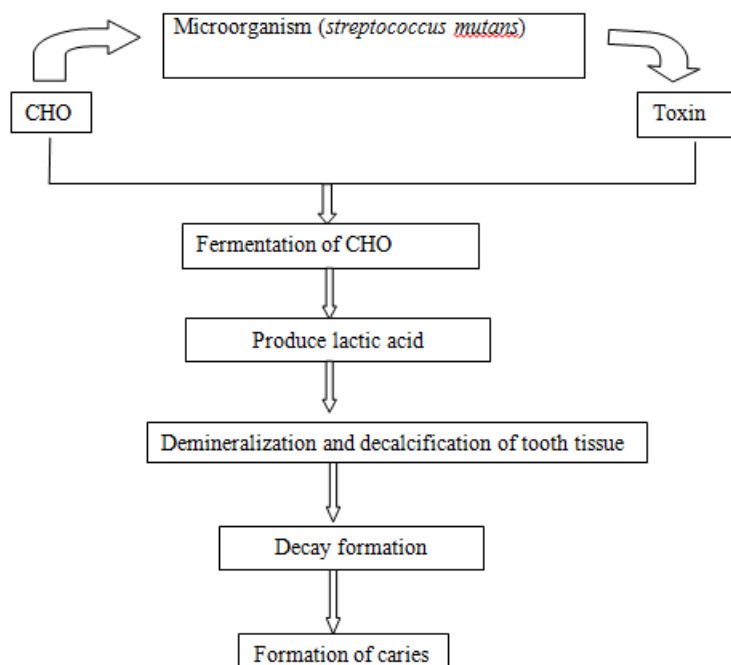 Microorganism (streptococcus mutans)
CHO
Toxin
Fermentation of CHO
Produce lactic acid
Demineralization and decalcification of tooth tissue
Decay formation
Formation of caries